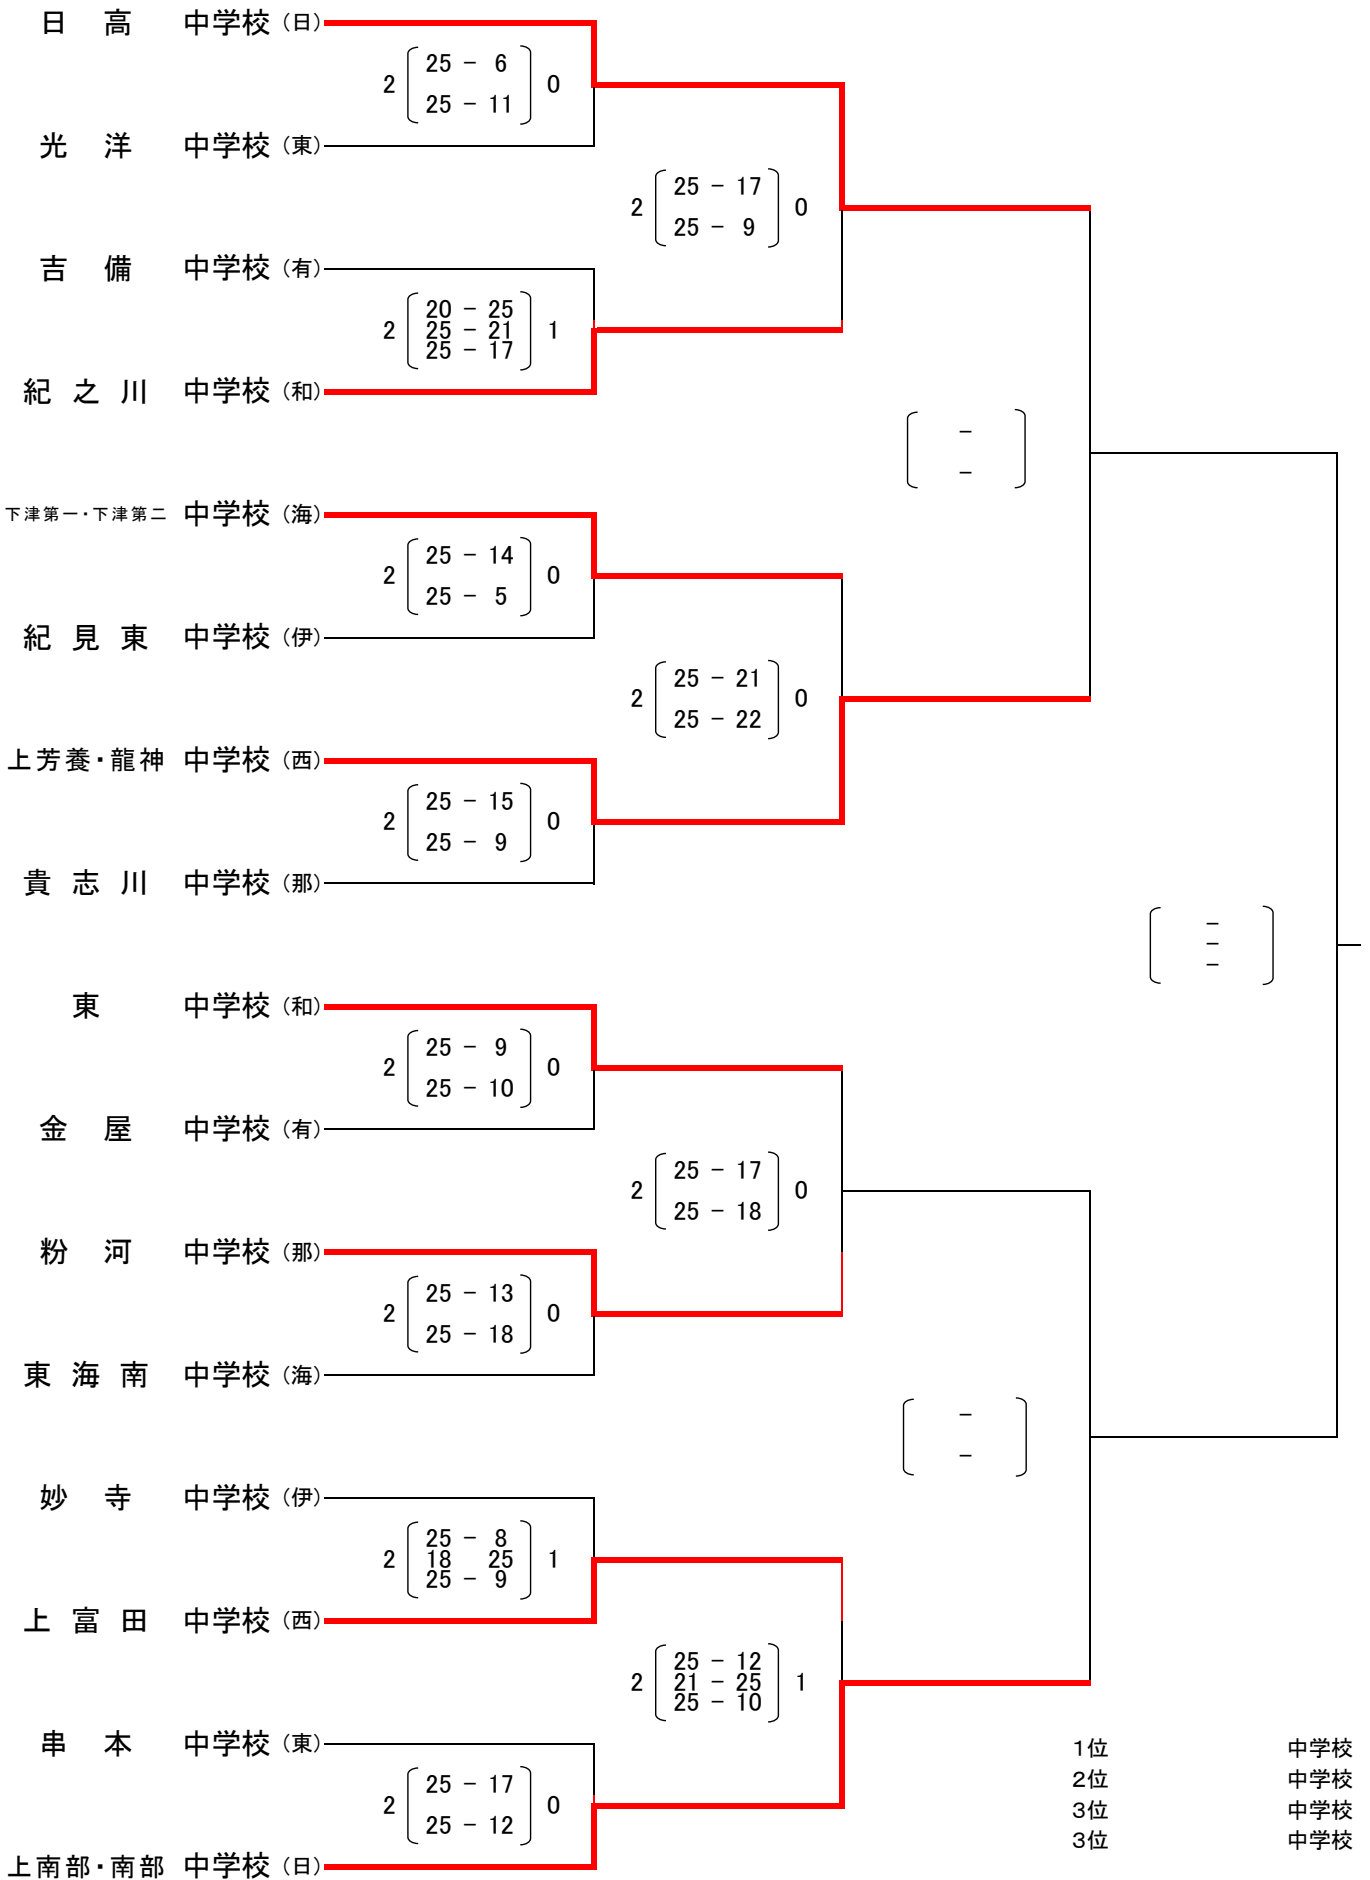 日 高 中学校 (日)
2 25 - 6 0
25 - 11
光 洋 中学校 (東)
2 25 - 17 0
25 - 9
吉 備 中学校 (有)
2 20 - 25 1
25 - 21
25 - 17
紀 之 川 中学校 (和)
-
-
下津第一・下津第二 中学校 (海)
2 25 - 14 0
25 - 5
紀 見 東 中学校 (伊)
2 25 - 21 0
25 - 22
上芳養・龍神 中学校 (西)
2 25 - 15 0
25 - 9
貴 志 川 中学校 (那)
-
-
-
東 中学校 (和)
2 25 - 9 0
25 - 10
金 屋 中学校 (有)
2 25 - 17 0
25 - 18
粉 河 中学校 (那)
2 25 - 13 0
25 - 18
東 海 南 中学校 (海)
-
-
妙 寺 中学校 (伊)
2 25 - 8 1
18 25
25 - 9
上 富 田 中学校 (西)
2 25 - 12 1
21 - 25
25 - 10
串 本 中学校 (東)
2 25 - 17 0
25 - 12
上南部・南部 中学校 (日)
1位 中学校
2位 中学校
3位 中学校
3位 中学校